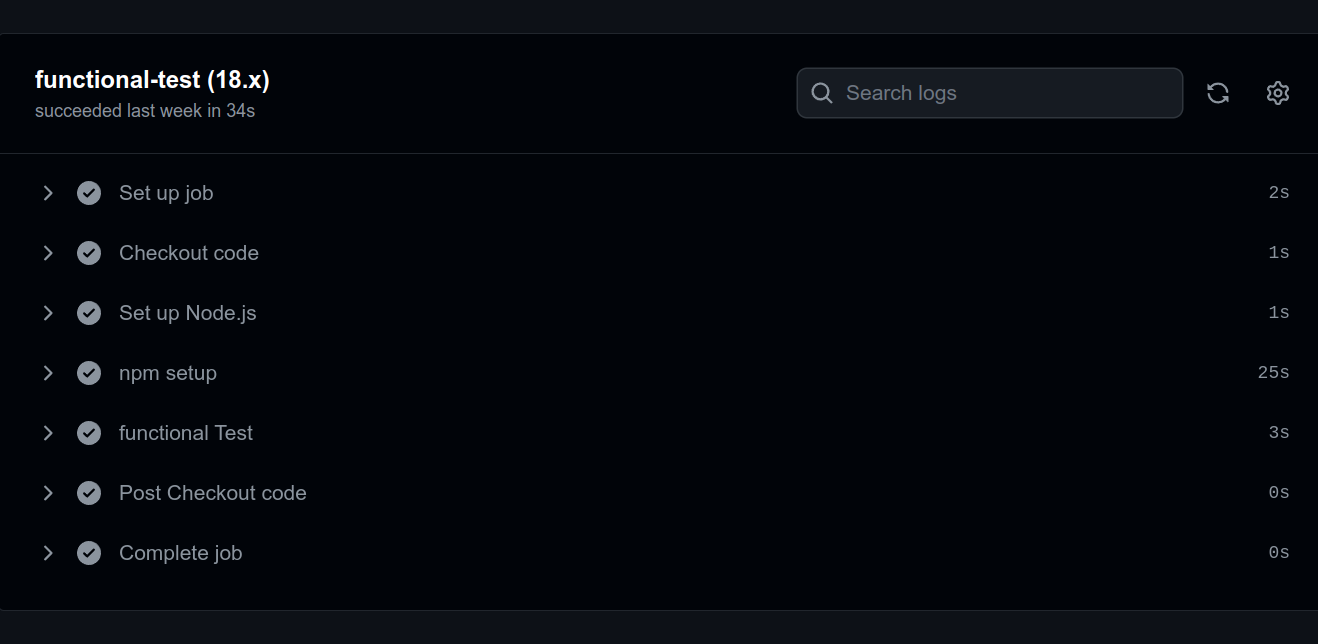 functional-test (18.x)
succeeded last week in 34s
Search logs
Set up job 2s
Checkout code 1s
Set up Node.js 1s
npm setup 25s
functional Test 3s
Post Checkout code 0s
Complete job 0s